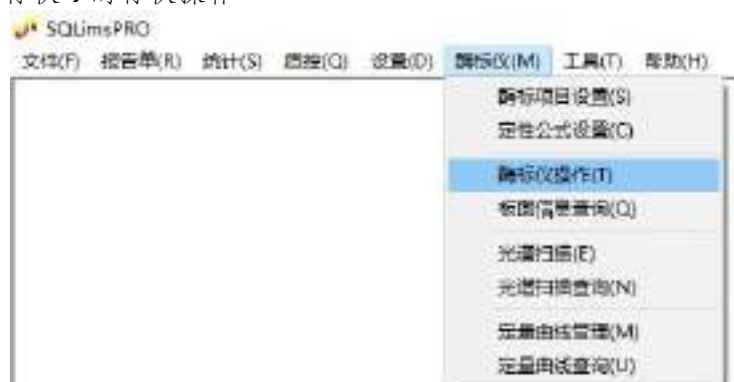 SQLimsPRO
文件(F) 报告单(R) 统计(S) 质控(Q) 设置(D) 酶标仪(M) 工具(T) 帮助(H)
酶标项目设置(S)
定性公式设置(C)
酶标仪操作(T)
板图信息查询(Q)
光谱扫描(E)
光谱扫描查询(N)
定量曲线管理(M)
定量曲线查询(U)